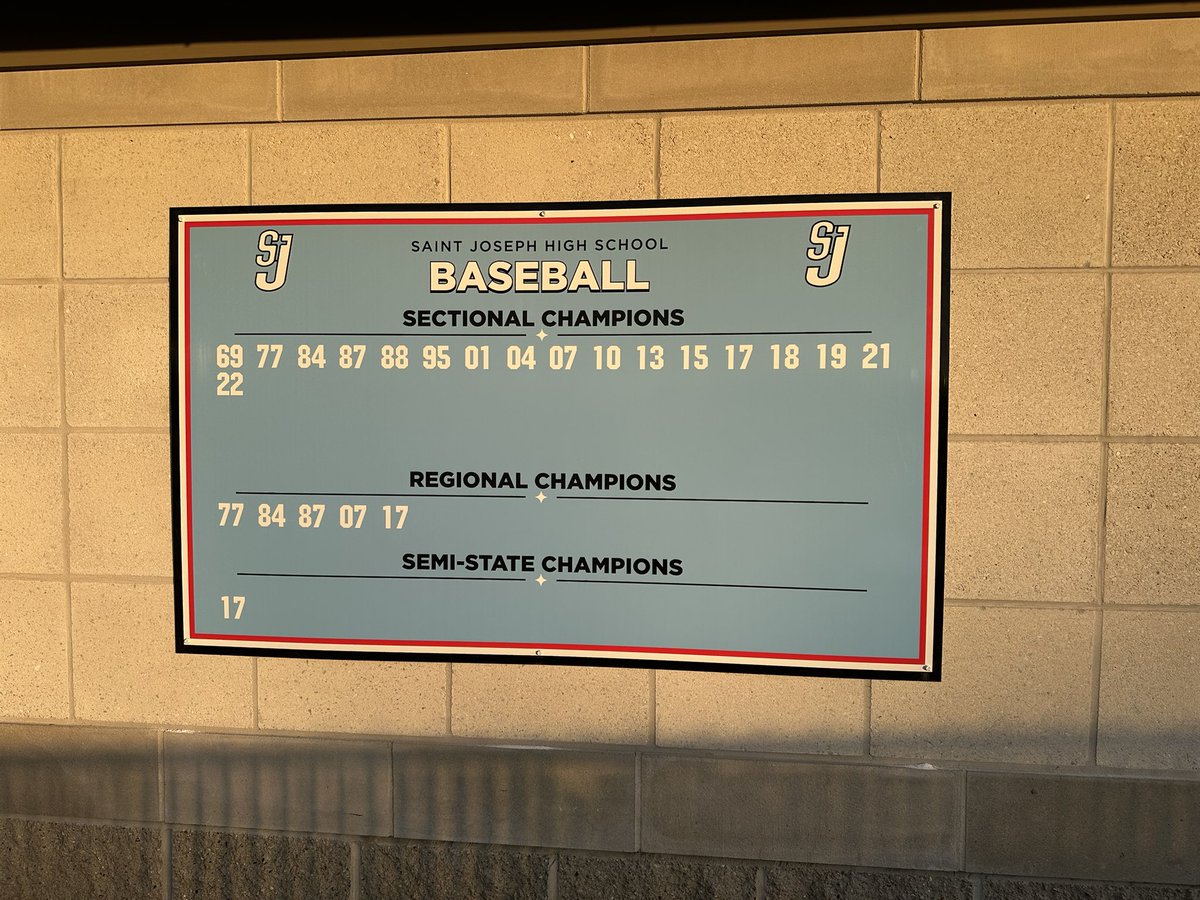 SJ SJ
SAINT JOSEPH HIGH SCHOOL
BASEBALL
SECTIONAL CHAMPIONS
69 77 84 87 88 95 01 04 07 10 13 15 17 18 19 21
22
REGIONAL CHAMPIONS
77 84 87 07 17
SEMI-STATE CHAMPIONS
17